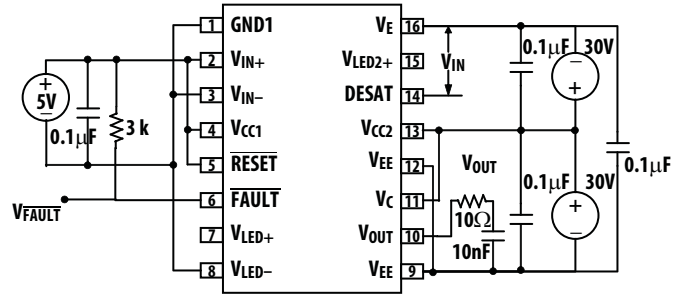 1 GND1
2 VIN+
3 VIN–
4 VCC1
5 RESET
6 FAULT
7 VLED+
8 VLED–
VE 16
VLED2+ 15
DESAT 14
VCC2 13
VEE 12
VC 11
VOUT 10
VEE 9
+
5V
–
0.1µF
3 k
VFAULT
VIN
0.1µF
30V
–
+
0.1µF
VOUT
0.1µF
30V
+
–
10Ω
10nF